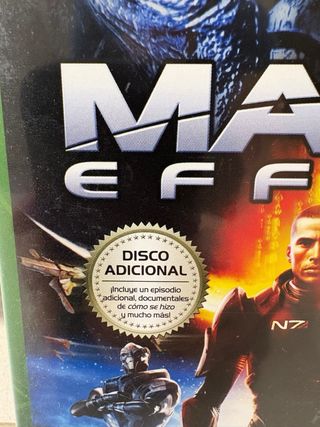 MA
EFF
DISCO
ADICIONAL
¡Incluye un episodio
adicional, documentales
de cómo se hizo
y mucho más!
N7